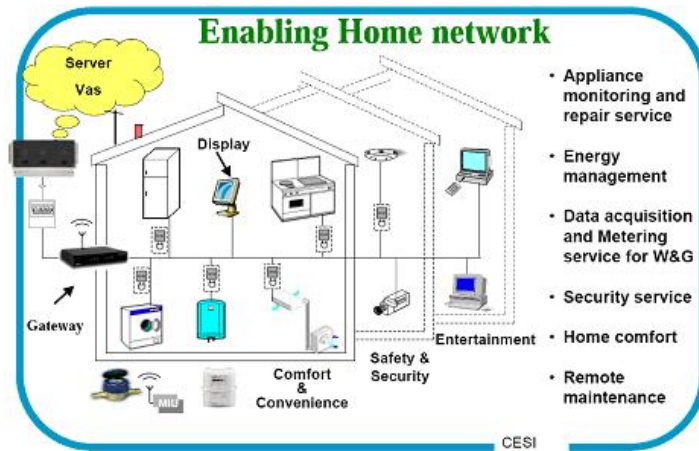 Enabling Home network
Server
Vas
Display
Gateway
MIU
Comfort
& 
Convenience
Safety &
Security
Entertainment
• Appliance
monitoring and
repair service
• Energy
management
• Data acquisition
and Metering
service for W&G
• Security service
• Home comfort
• Remote
maintenance
CESI